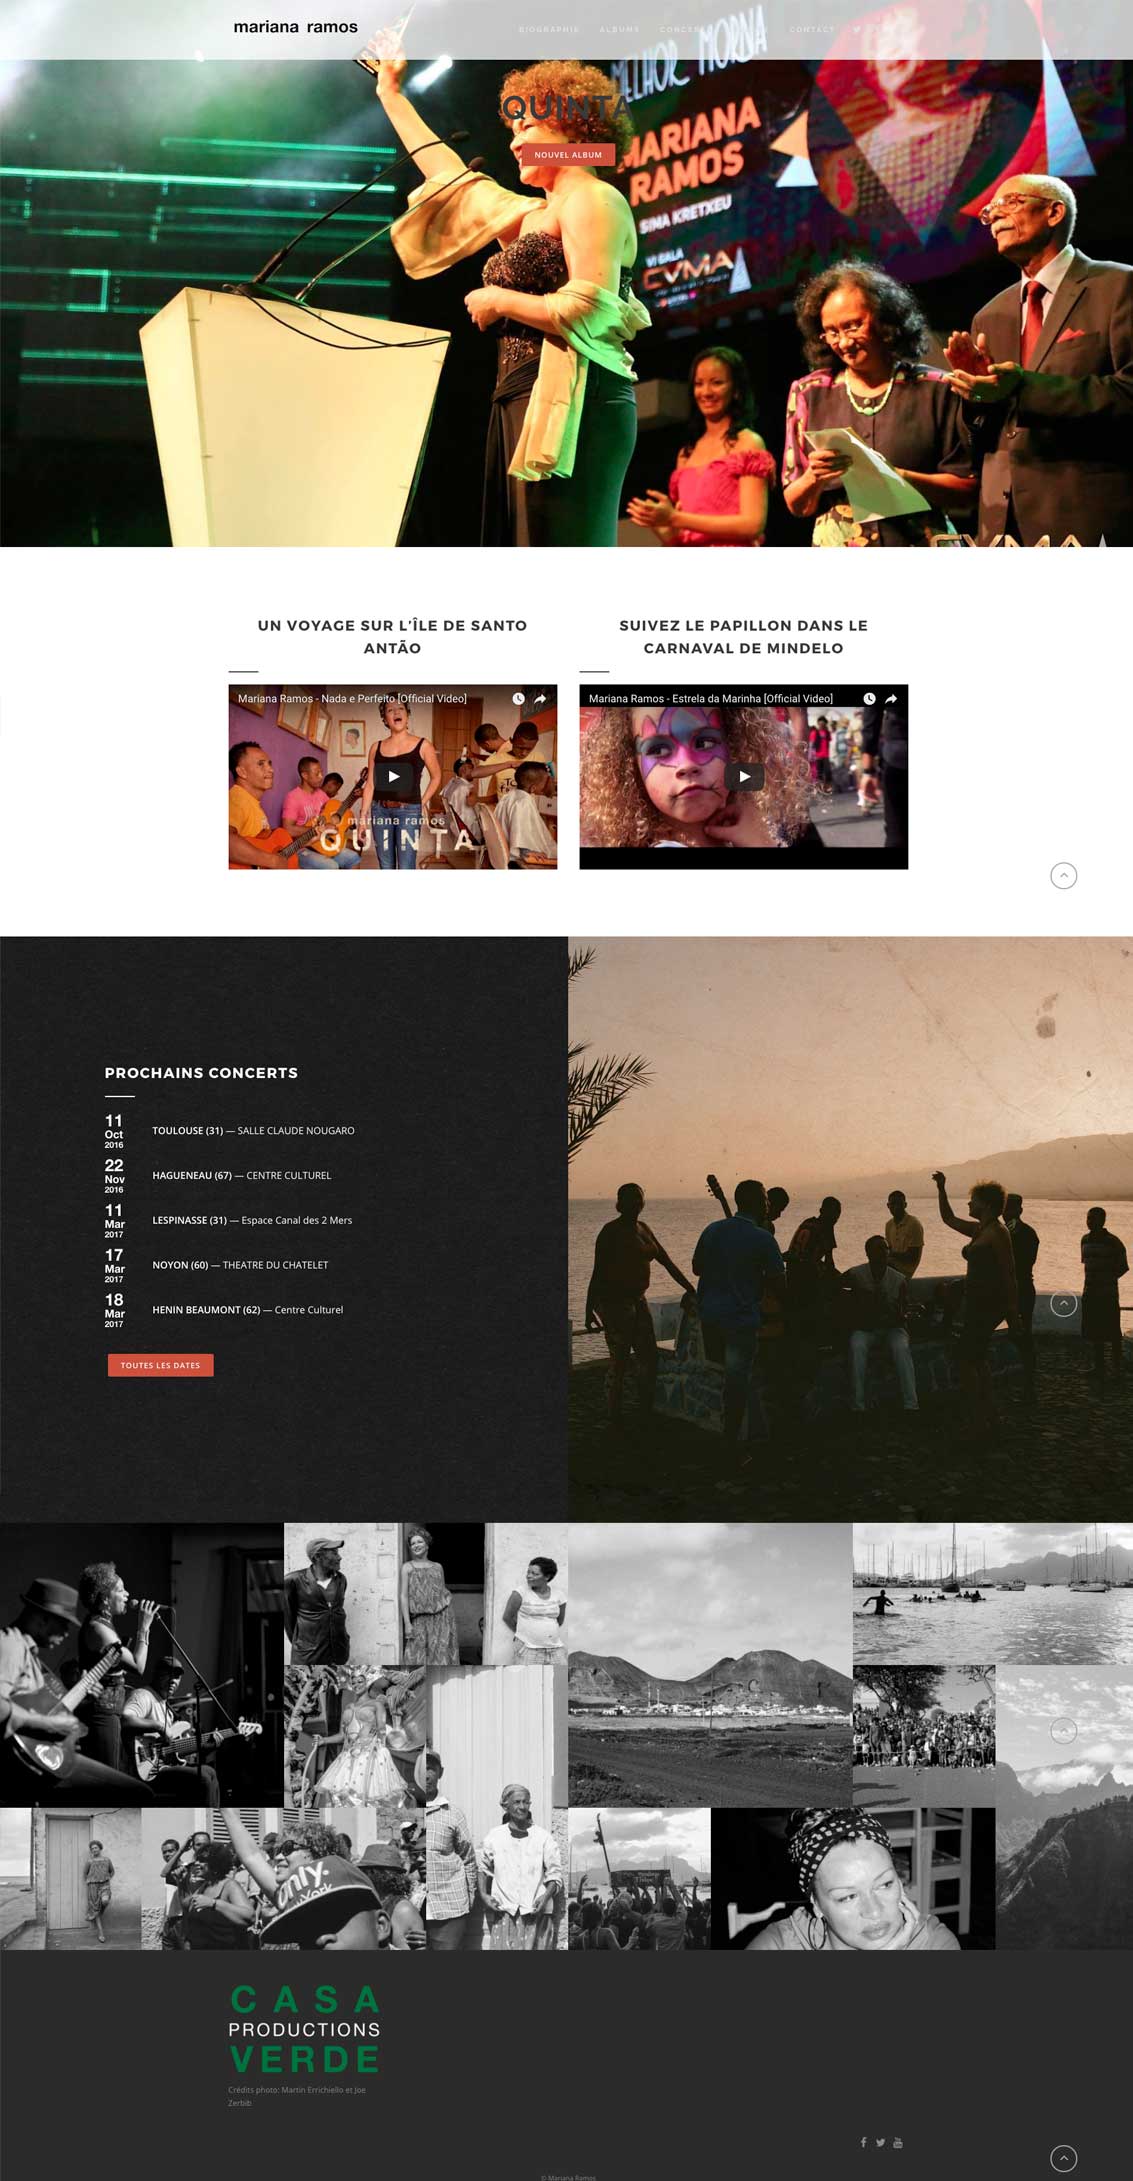 mariana ramos
BIOGRAPHIE ALBUMS CONCERTS CONTACT
MELHOR MORNA
QUINTA
MARIANA
RAMOS
NOUVEL ALBUM
SINA KRETXEU
VI GALA
CVMA
CVMA
UN VOYAGE SUR L'ÎLE DE SANTO
ANTÃO
SUIVEZ LE PAPILLON DANS LE
CARNAVAL DE MINDELO
Mariana Ramos - Nada e Perfeito [Official Video]
mariana ramos
QUINTA
Mariana Ramos - Estrela da Marinha [Official Video]
PROCHAINS CONCERTS
11
Oct
2016
TOULOUSE (31) — SALLE CLAUDE NOUGARO
22
Nov
2016
HAGUENEAU (67) — CENTRE CULTUREL
11
Mar
2017
LESPINASSE (31) — Espace Canal des 2 Mers
17
Mar
2017
NOYON (60) — THEATRE DU CHATELET
18
Mar
2017
HENIN BEAUMONT (62) — Centre Culturel
TOUTES LES DATES
only.
CASA
PRODUCTIONS
VERDE
Crédits photo: Martin Errichiello et Joe
Zerbib
© Mariana Ramos